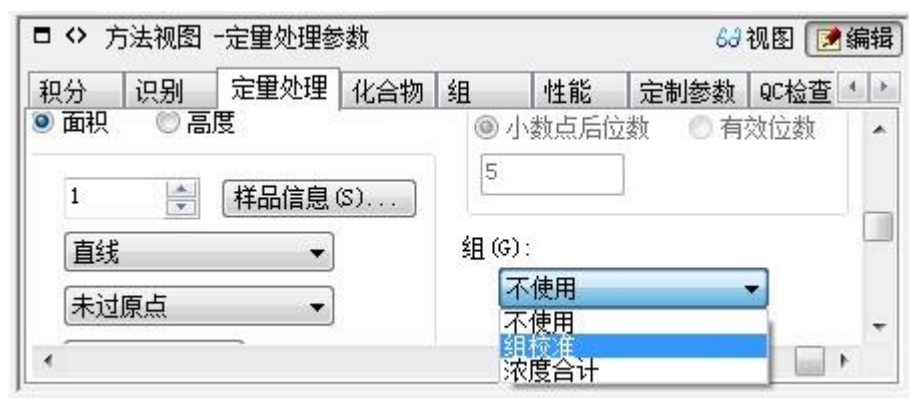 方法视图 -定量处理参数 视图 编辑
积分 识别 定量处理 化合物 组 性能 定制参数 QC检查
面积 高度 小数点后位数 有效位数
5
1 样品信息(S)...
直线 组(G):
不使用
未过原点 不使用
组校准
浓度合计